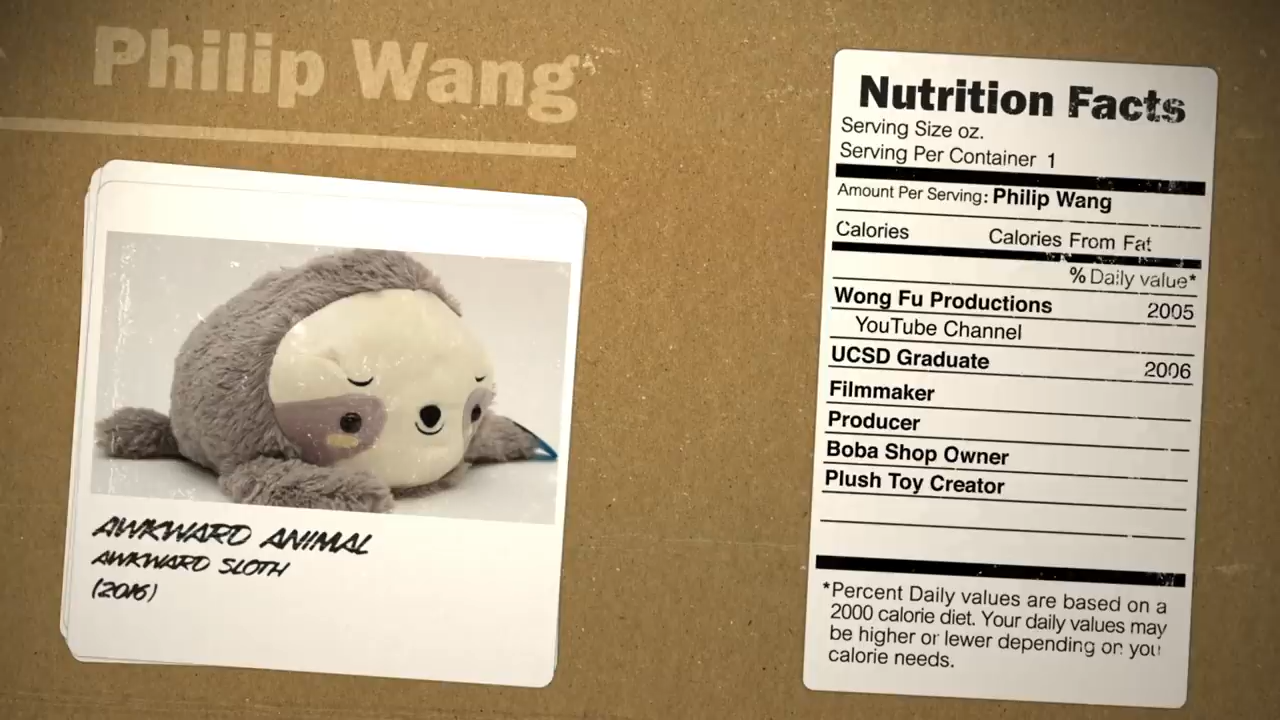 Philip Wang
AWKWARD ANIMAL
AWKWARD SLOTH
(2016)
Nutrition Facts
Serving Size oz.
Serving Per Container 1
Amount Per Serving: Philip Wang
Calories Calories From Fat
% Daily value*
Wong Fu Productions 2005
YouTube Channel
UCSD Graduate 2006
Filmmaker
Producer
Boba Shop Owner
Plush Toy Creator
*Percent Daily values are based on a
2000 calorie diet. Your daily values may
be higher or lewer depending on you
calorie needs.